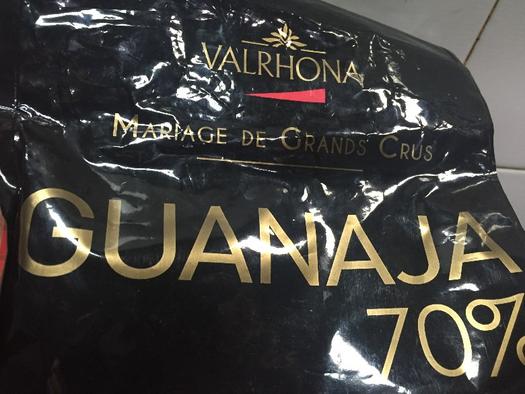 VALRHONA
MARIAGE DE GRANDS CRUS
GUANAJA
70%